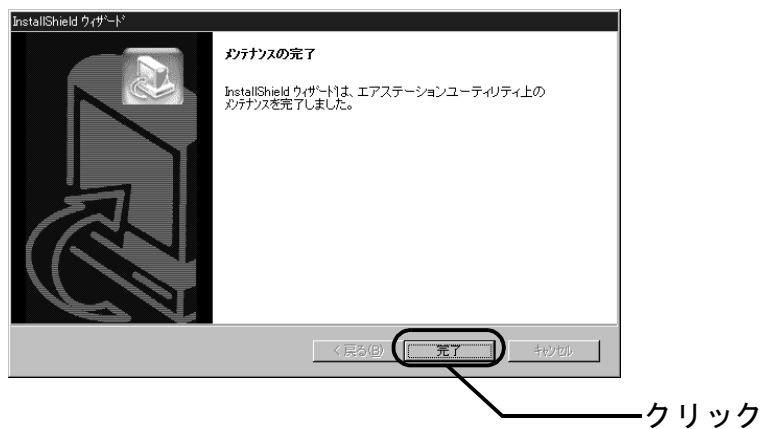 InstallShield ウィザード
メンテナンスの完了
InstallShield ウィザードは、エアステーションユーティリティ上の
メンテナンスを完了しました。
< 戻る(B)
完了
キャンセル
クリック